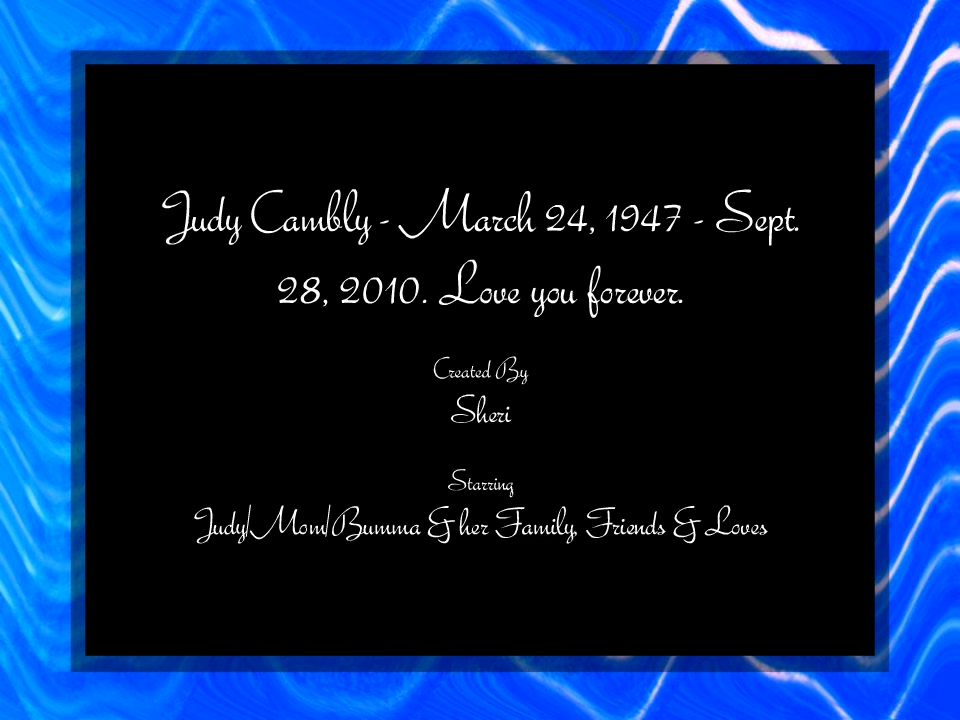 Judy Cambly - March 24, 1947 - Sept.
28, 2010. Love you forever.
Created By
Sheri
Starring
Judy/Mom/Bumma & her Family, Friends & Loves